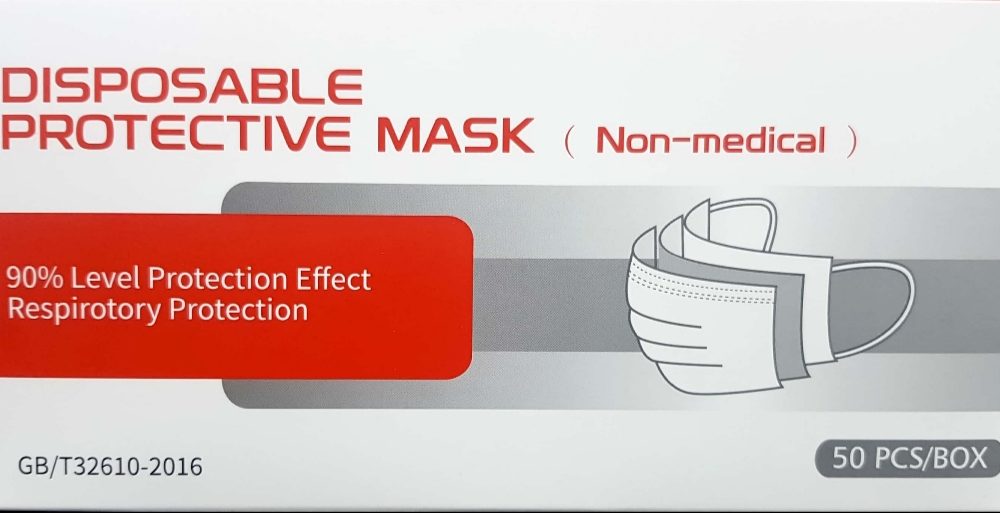 DISPOSABLE
PROTECTIVE MASK ( Non-medical )
90% Level Protection Effect
Respirotory Protection
GB/T32610-2016
50 PCS/BOX